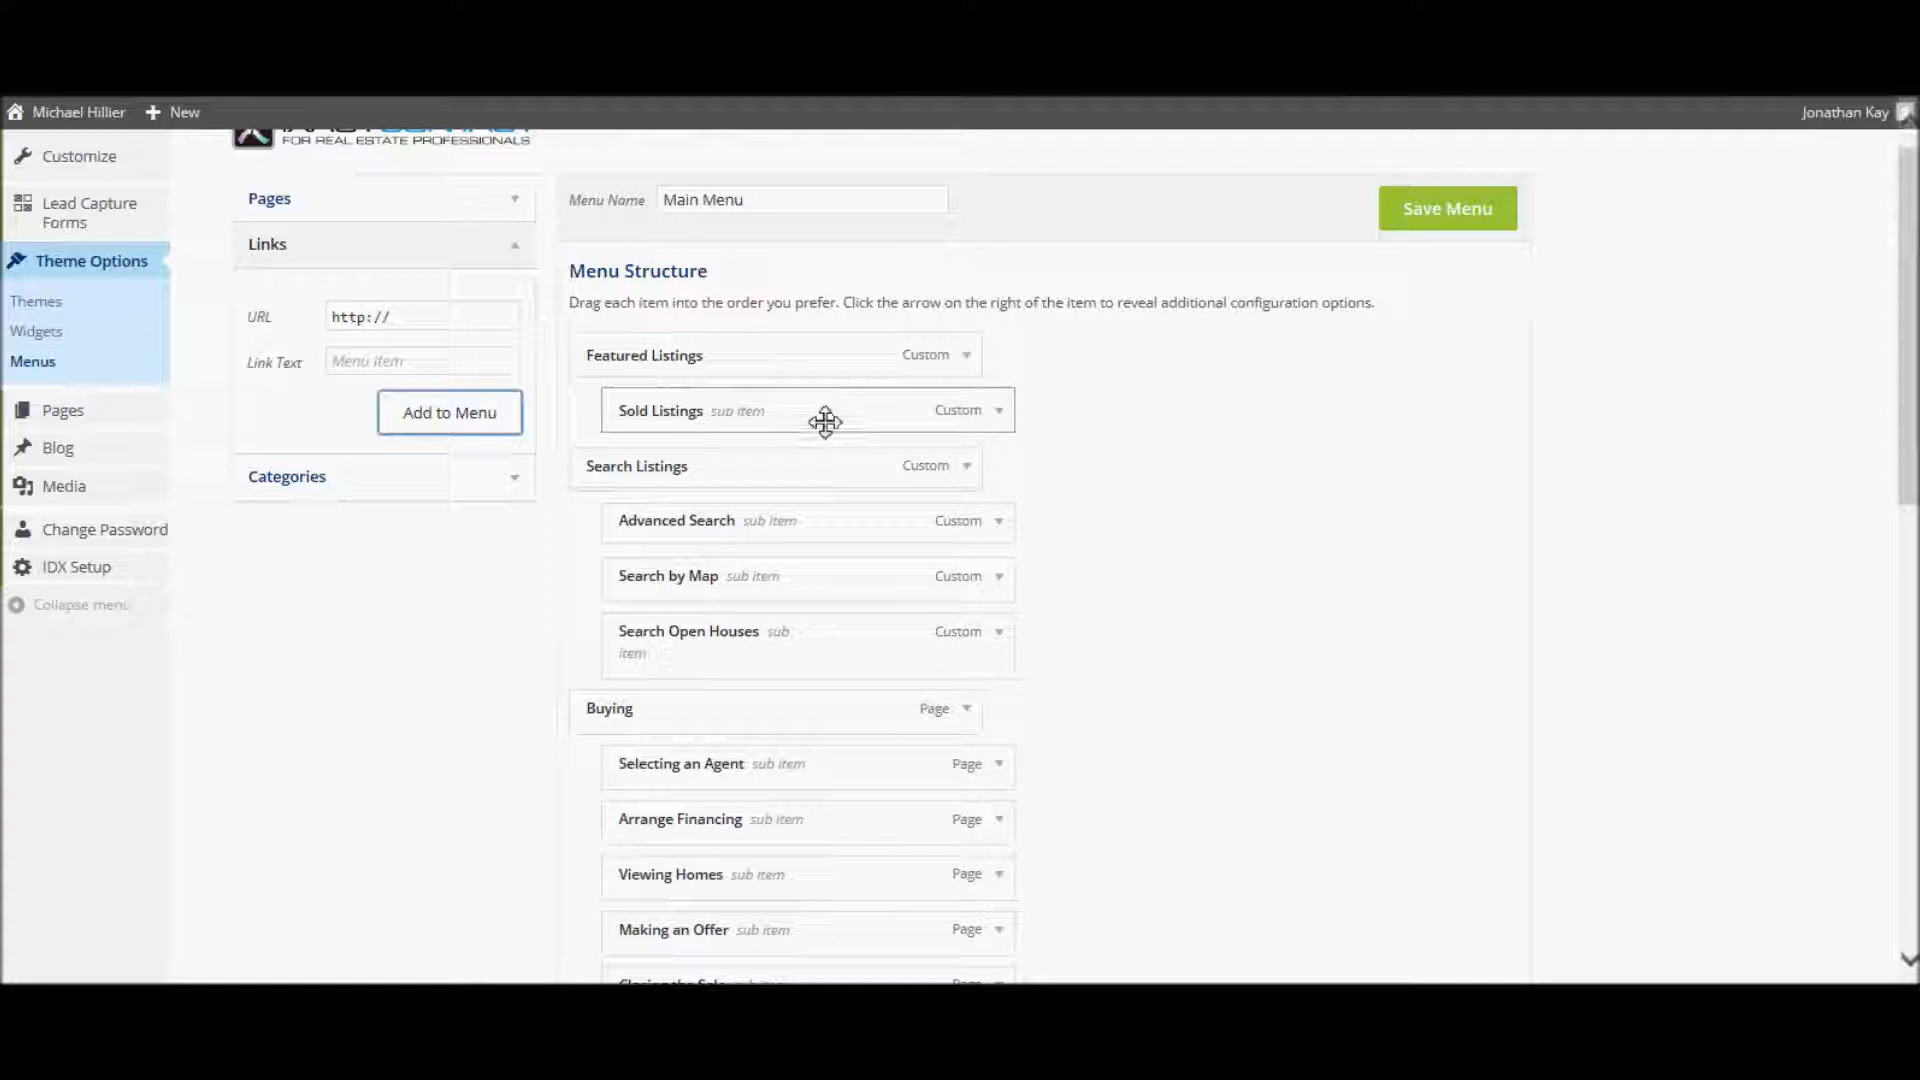 Michael Hillier
New
Jonathan Kay
FOR REAL ESTATE PROFESSIONALS
Customize
Lead Capture
Forms
Theme Options
Themes
Widgets
Menus
Pages
Blog
Media
Change Password
IDX Setup
Collapse menu
Pages
Links
URL http://
Link Text Menu Item
Add to Menu
Categories
Menu Name Main Menu
Save Menu
Menu Structure
Drag each item into the order you prefer. Click the arrow on the right of the item to reveal additional configuration options.
Featured Listings Custom
Sold Listings sub item Custom
Search Listings Custom
Advanced Search sub item Custom
Search by Map sub item Custom
Search Open Houses sub Custom
item
Buying Page
Selecting an Agent sub item Page
Arrange Financing sub item Page
Viewing Homes sub item Page
Making an Offer sub item Page